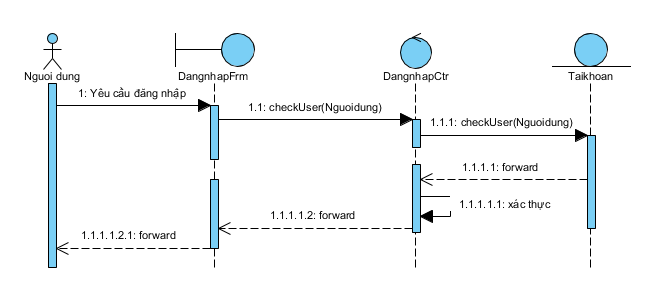 Nguoi dung
DangnhapFrm
DangnhapCtr
Taikhoan
1: Yêu cầu đăng nhập
1.1: checkUser(Nguoidung)
1.1.1: checkUser(Nguoidung)
1.1.1.1: forward
1.1.1.1.1: xác thực
1.1.1.1.2: forward
1.1.1.1.2.1: forward